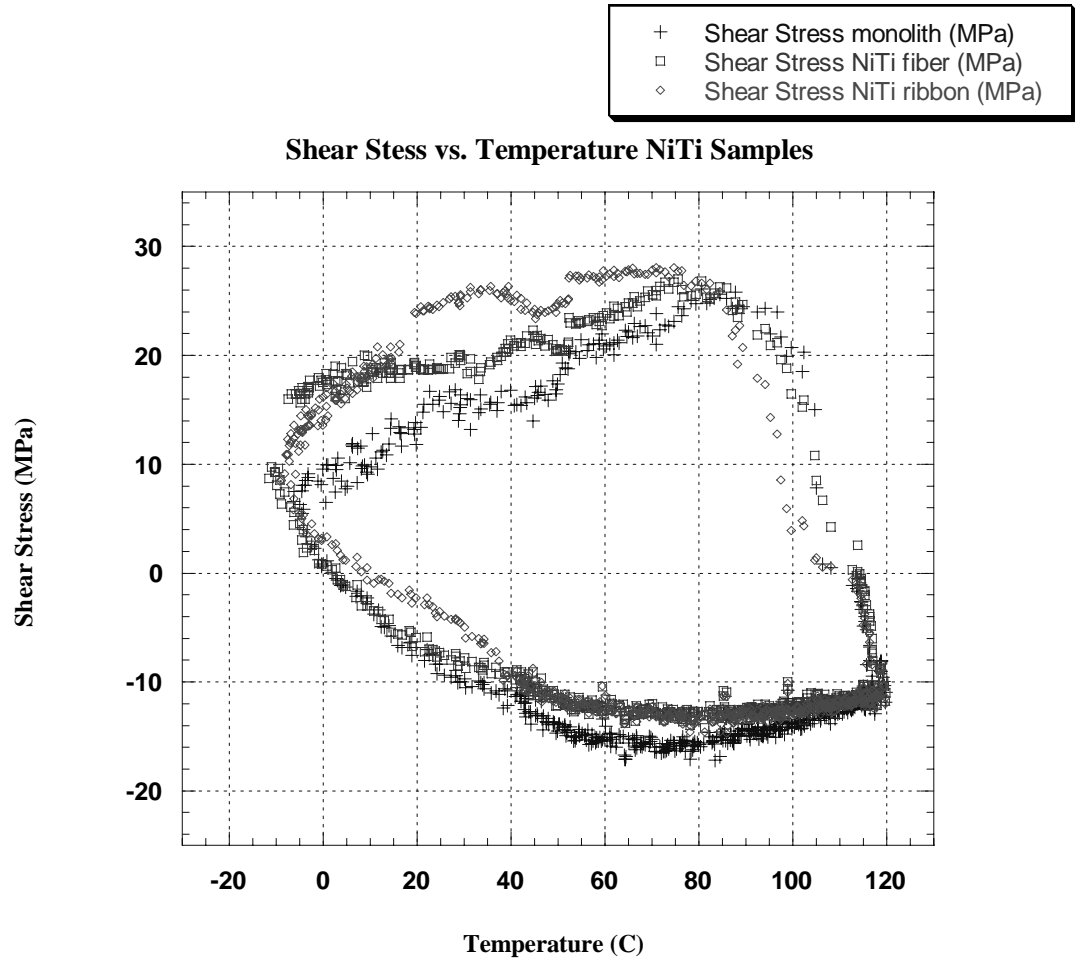 Shear Stress monolith (MPa)
Shear Stress NiTi fiber (MPa)
Shear Stress NiTi ribbon (MPa)
Shear Stess vs. Temperature NiTi Samples
30
20
10
0
-10
-20
Shear Stress (MPa)
-20 0 20 40 60 80 100 120
Temperature (C)